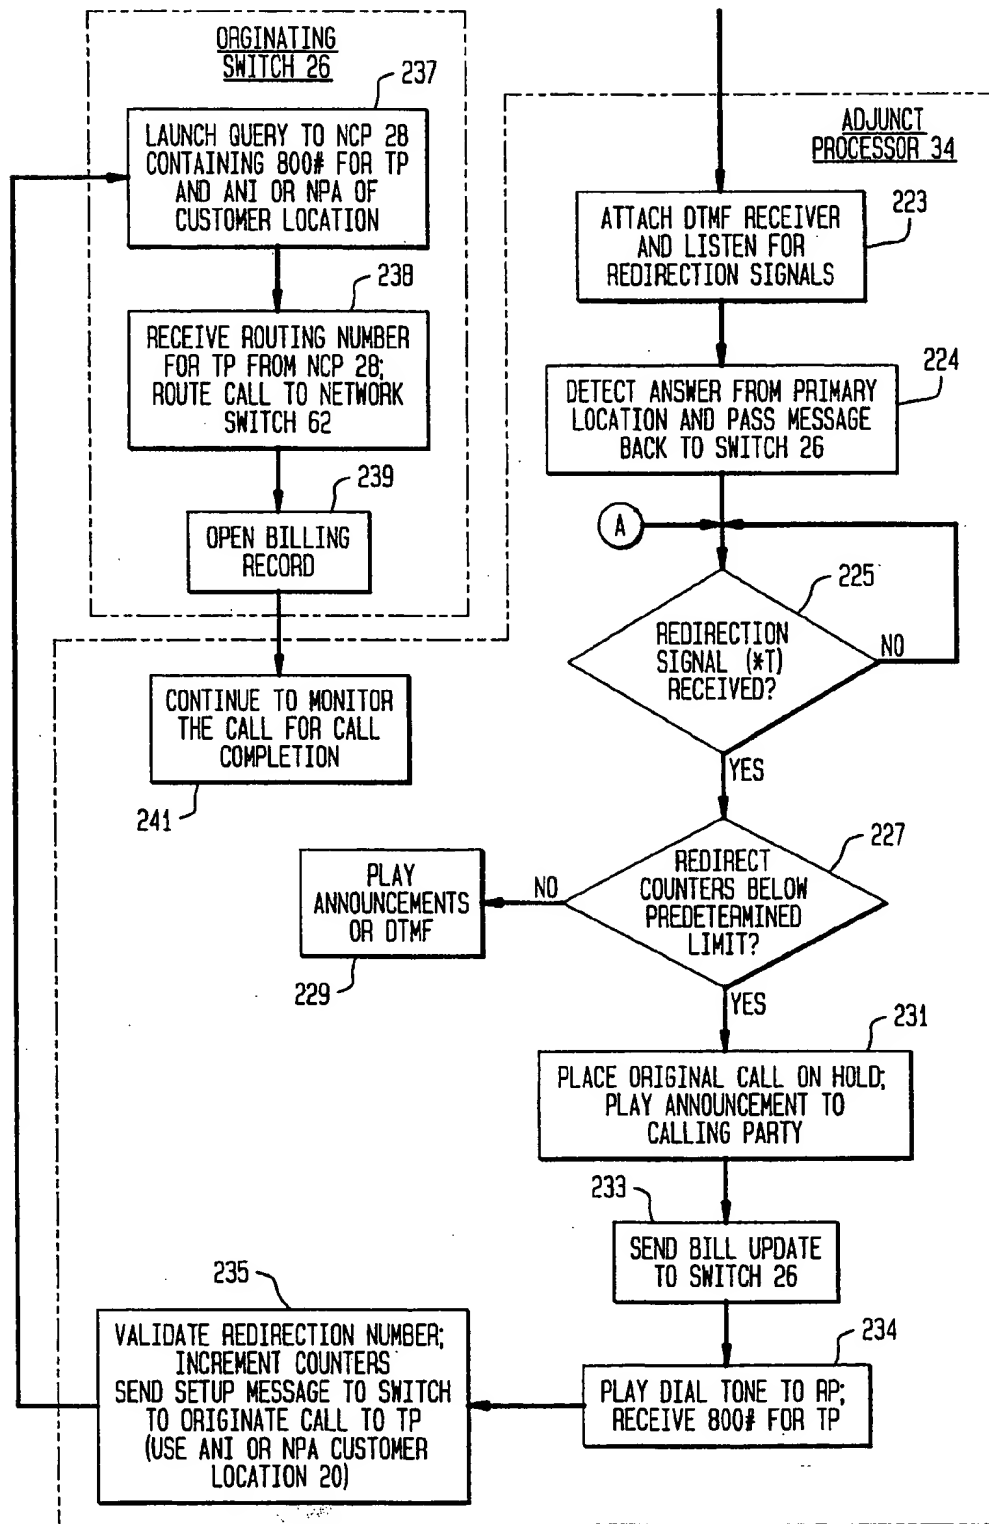 ORGINATING
SWITCH 26
237
LAUNCH QUERY TO NCP 28
CONTAINING 800# FOR TP
AND ANI OR NPA OF
CUSTOMER LOCATION
238
RECEIVE ROUTING NUMBER
FOR TP FROM NCP 28;
ROUTE CALL TO NETWORK
SWITCH 62
239
OPEN BILLING
RECORD
CONTINUE TO MONITOR
THE CALL FOR CALL
COMPLETION
241
ADJUNCT
PROCESSOR 34
223
ATTACH DTMF RECEIVER
AND LISTEN FOR
REDIRECTION SIGNALS
224
DETECT ANSWER FROM PRIMARY
LOCATION AND PASS MESSAGE
BACK TO SWITCH 26
A
225
REDIRECTION
SIGNAL (*T)
RECEIVED?
NO
YES
227
REDIRECT
COUNTERS BELOW
PREDETERMINED
LIMIT?
NO
PLAY
ANNOUNCEMENTS
OR DTMF
229
YES
231
PLACE ORIGINAL CALL ON HOLD;
PLAY ANNOUNCEMENT TO
CALLING PARTY
233
SEND BILL UPDATE
TO SWITCH 26
234
PLAY DIAL TONE TO RP;
RECEIVE 800# FOR TP
235
VALIDATE REDIRECTION NUMBER;
INCREMENT COUNTERS
SEND SETUP MESSAGE TO SWITCH
TO ORIGINATE CALL TO TP
(USE ANI OR NPA CUSTOMER
LOCATION 20)